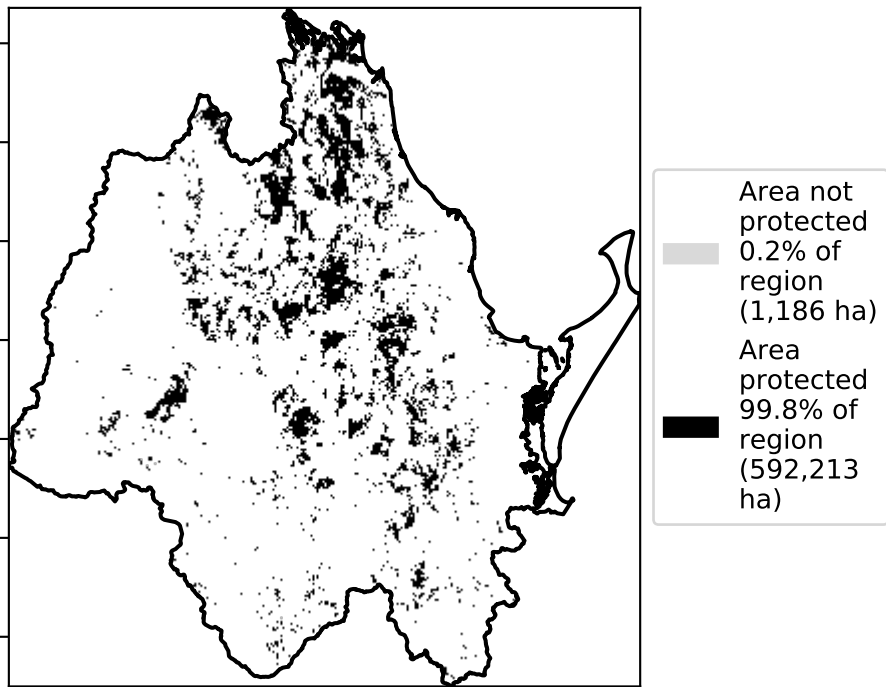 Area not
protected
0.2% of
region
(1,186 ha)
Area
protected
99.8% of
region
(592,213
ha)